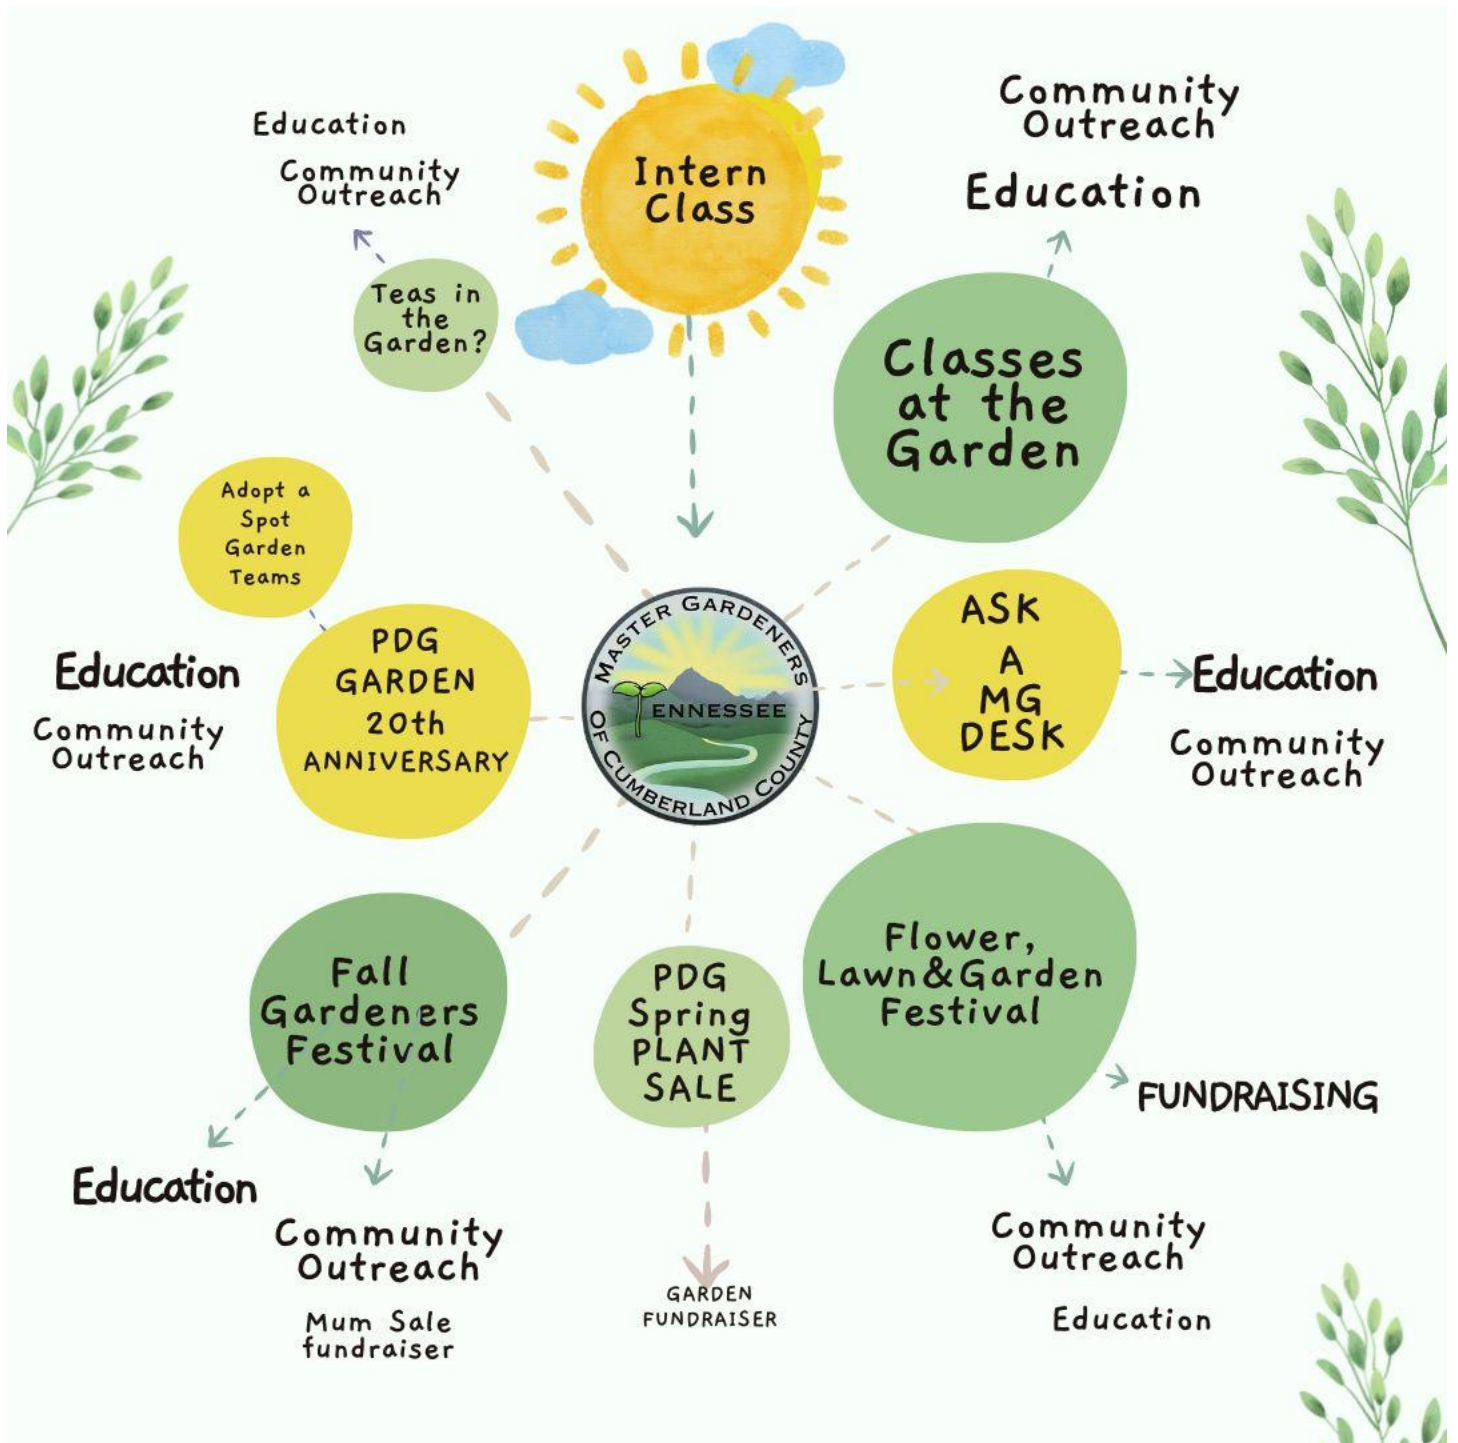 Education
Community
Outreach
Teas in
the
Garden?
Intern
Class
Community
Outreach
Education
Classes
at the
Garden
Adopt a
Spot
Garden
Teams
PDG
GARDEN
20th
ANNIVERSARY
Education
Community
Outreach
MASTER GARDENERS
ENNESSEE
OF CUMBERLAND COUNTY
ASK
A
MG
DESK
Education
Community
Outreach
Fall
Gardeners
Festival
Education
Community
Outreach
Mum Sale
fundraiser
PDG
Spring
PLANT
SALE
GARDEN
FUNDRAISER
Flower,
Lawn&Garden
Festival
FUNDRAISING
Community
Outreach
Education